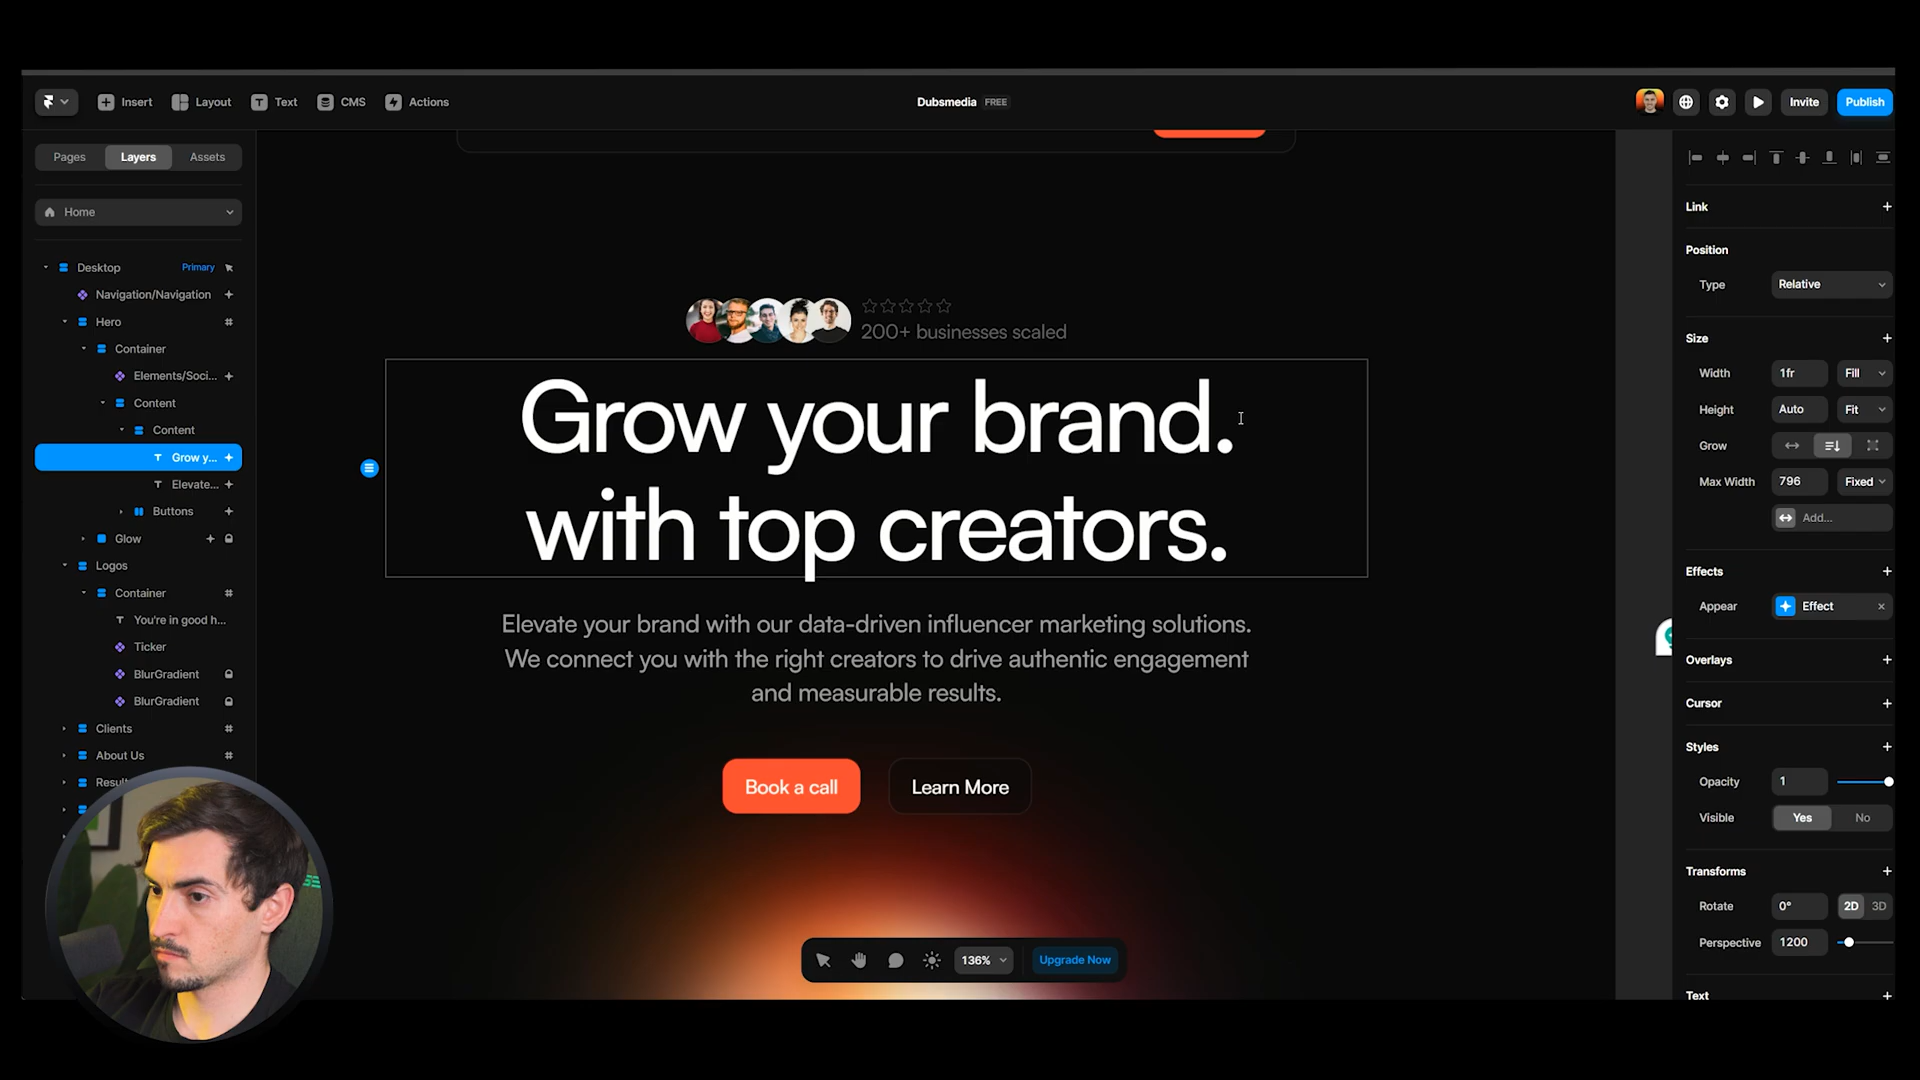 Insert
Layout
Text
CMS
Actions
Dubsmedia FREE
Invite
Publish
Pages
Layers
Assets
Home
Desktop
Primary
Navigation/Navigation
Hero
Container
Elements/Soci...
Content
Content
Grow y...
Elevate...
Buttons
Glow
Logos
Container
You're in good h...
Ticker
BlurGradient
BlurGradient
Clients
About Us
200+ businesses scaled
Grow your brand.
with top creators.
Elevate your brand with our data-driven influencer marketing solutions.
We connect you with the right creators to drive authentic engagement
and measurable results.
Book a call
Learn More
136%
Upgrade Now
Link
Position
Type
Relative
Size
Width
1fr
Fill
Height
Auto
Fit
Grow
Max Width
796
Fixed
Add...
Effects
Appear
Effect
Overlays
Cursor
Styles
Opacity
1
Visible
Yes
No
Transforms
Rotate
0°
2D
3D
Perspective
1200
Text